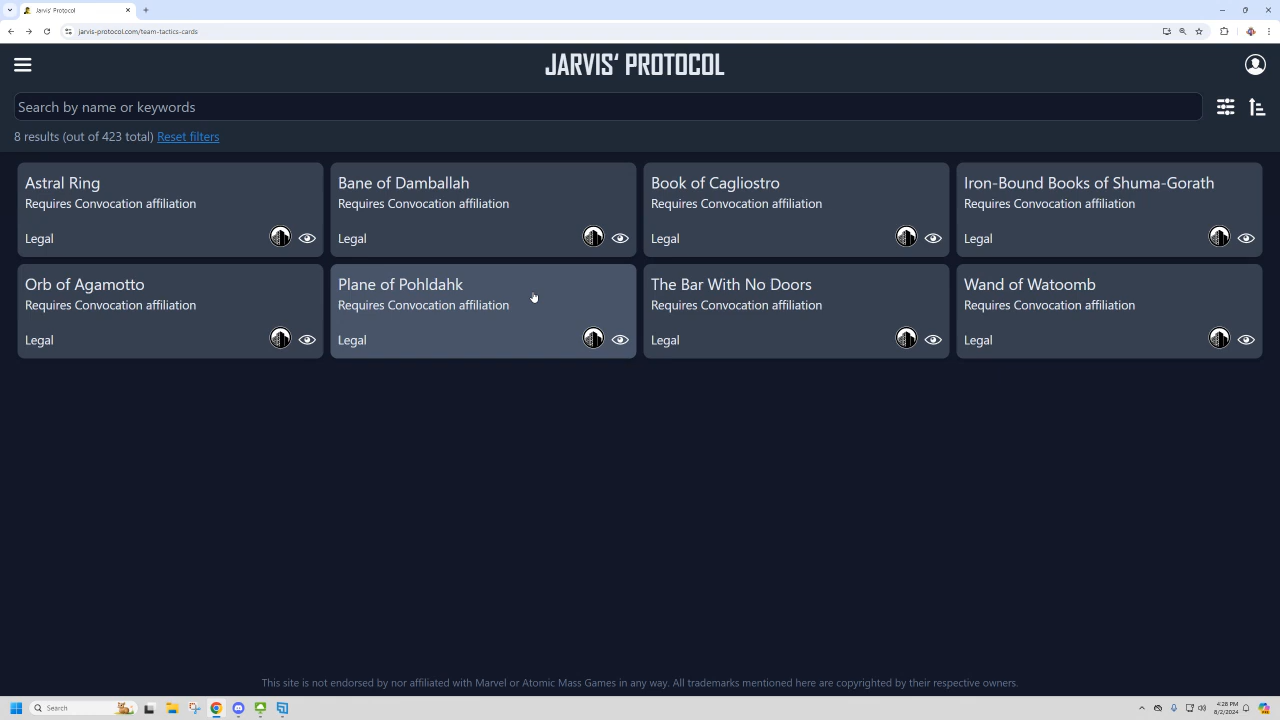 Jarvis' Protocol
jarvis-protocol.com/team-tactics-cards
JARVIS' PROTOCOL
Search by name or keywords
8 results (out of 423 total) Reset filters
Astral Ring
Requires Convocation affiliation
Legal
Bane of Damballah
Requires Convocation affiliation
Legal
Book of Cagliostro
Requires Convocation affiliation
Legal
Iron-Bound Books of Shuma-Gorath
Requires Convocation affiliation
Legal
Orb of Agamotto
Requires Convocation affiliation
Legal
Plane of Pohldahk
Requires Convocation affiliation
Legal
The Bar With No Doors
Requires Convocation affiliation
Legal
Wand of Watoomb
Requires Convocation affiliation
Legal
This site is not endorsed by nor affiliated with Marvel or Atomic Mass Games in any way. All trademarks mentioned here are copyrighted by their respective owners.
Search
4:28 PM
8/2/2024